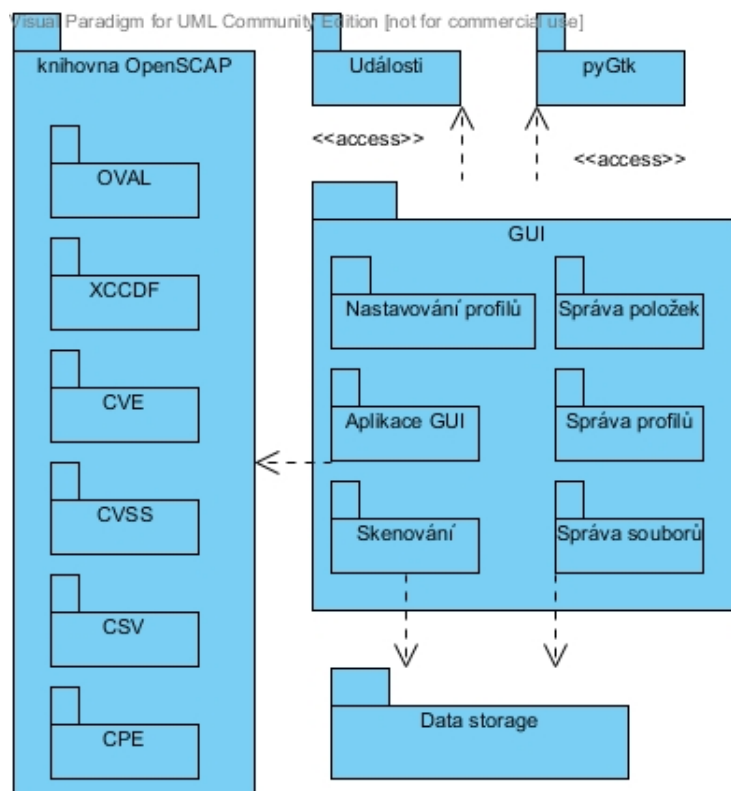 Visual Paradigm for UML Community Edition [not for commercial use]
knihovna OpenSCAP
OVAL
XCCDF
CVE
CVSS
CSV
CPE
Události
pyGtk
<<access>>
<<access>>
GUI
Nastavování profilů
Správa položek
Aplikace GUI
Správa profilů
Skenování
Správa souborů
Data storage